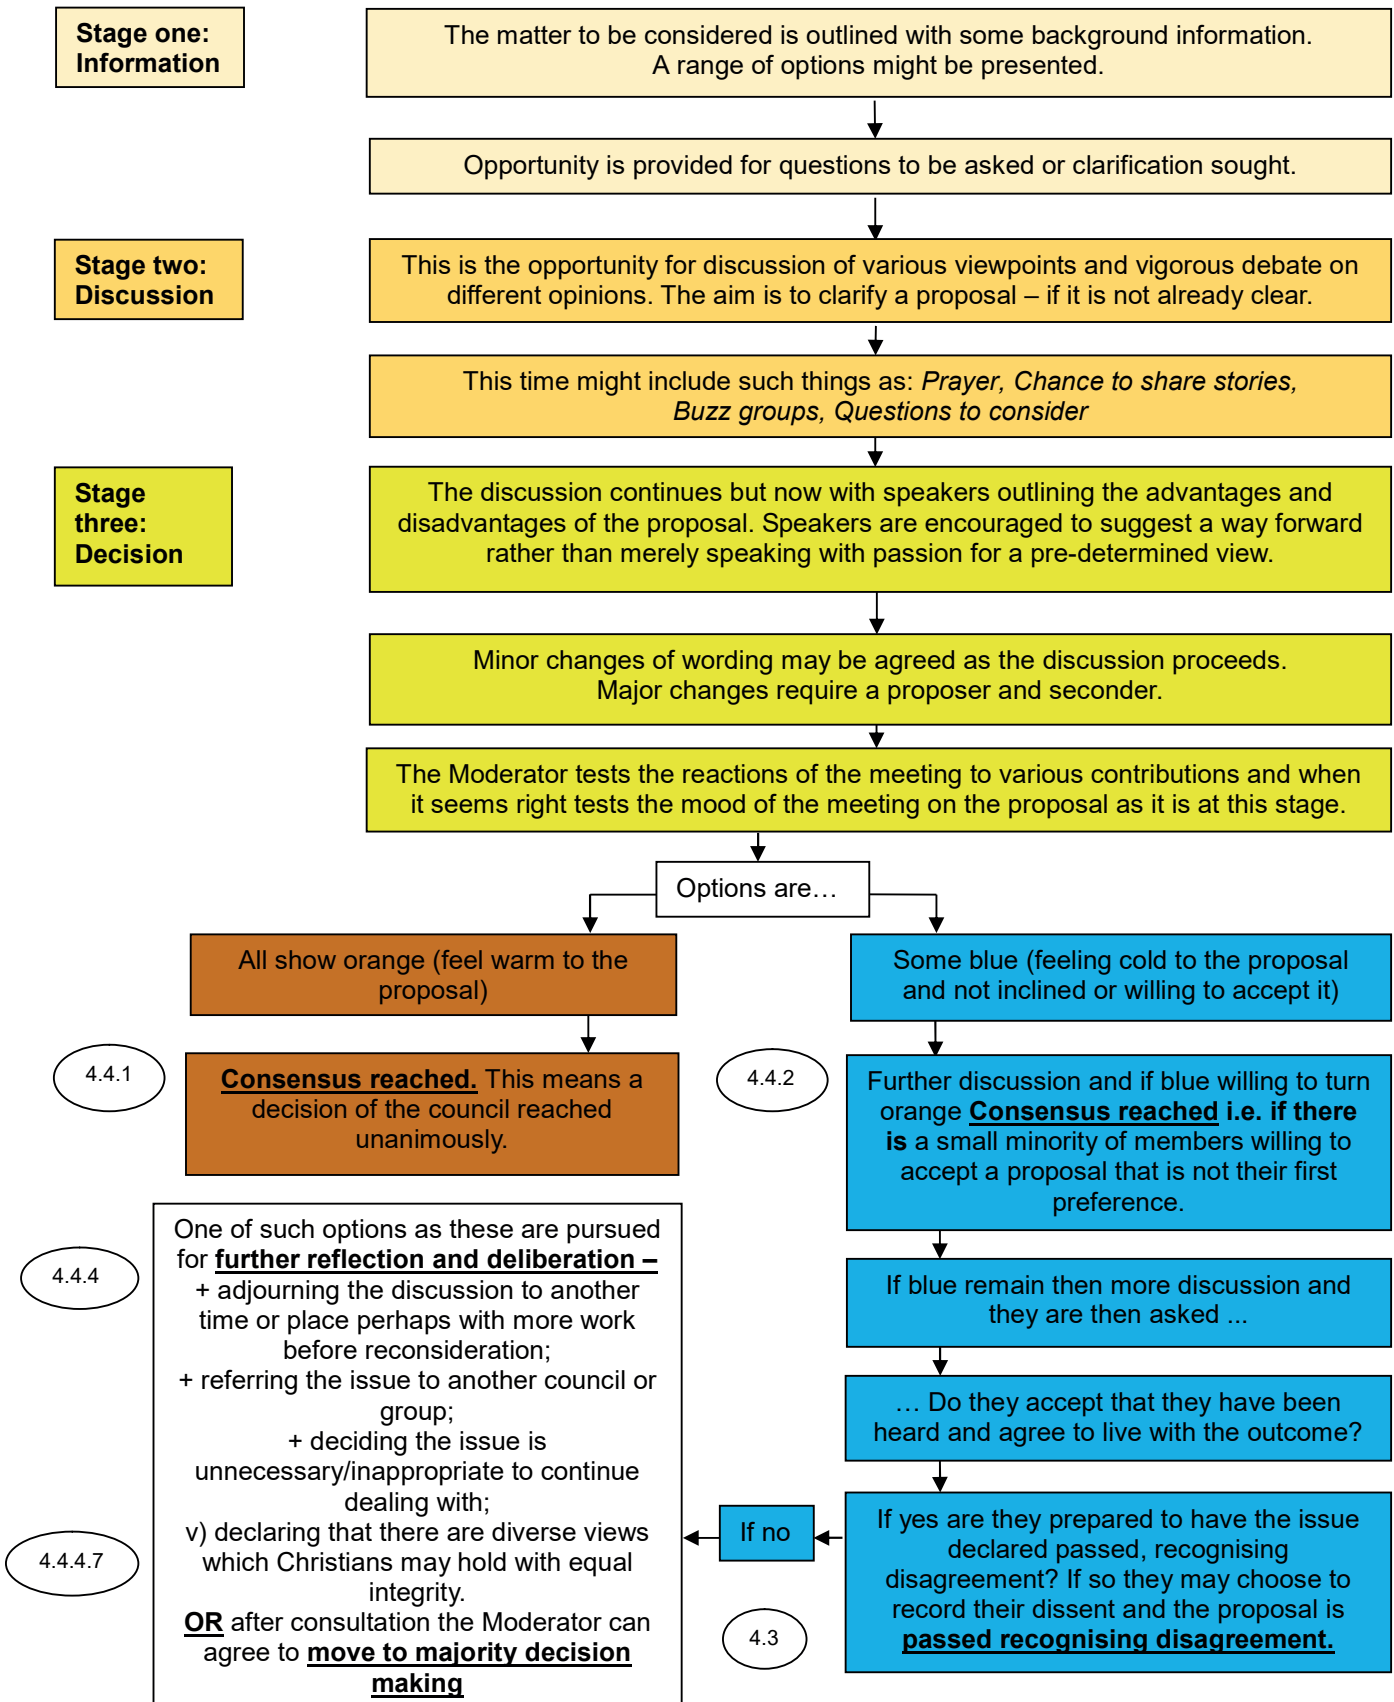 Stage one:
Information
The matter to be considered is outlined with some background information.
A range of options might be presented.
Opportunity is provided for questions to be asked or clarification sought.
Stage two:
Discussion
This is the opportunity for discussion of various viewpoints and vigorous debate on
different opinions. The aim is to clarify a proposal – if it is not already clear.
This time might include such things as: Prayer, Chance to share stories,
Buzz groups, Questions to consider
Stage
three:
Decision
The discussion continues but now with speakers outlining the advantages and
disadvantages of the proposal. Speakers are encouraged to suggest a way forward
rather than merely speaking with passion for a pre-determined view.
Minor changes of wording may be agreed as the discussion proceeds.
Major changes require a proposer and seconder.
The Moderator tests the reactions of the meeting to various contributions and when
it seems right tests the mood of the meeting on the proposal as it is at this stage.
Options are…
All show orange (feel warm to the
proposal)
4.4.1
Consensus reached. This means a
decision of the council reached
unanimously.
Some blue (feeling cold to the proposal
and not inclined or willing to accept it)
4.4.2
Further discussion and if blue willing to turn
orange Consensus reached i.e. if there
is a small minority of members willing to
accept a proposal that is not their first
preference.
If blue remain then more discussion and
they are then asked ...
… Do they accept that they have been
heard and agree to live with the outcome?
If yes are they prepared to have the issue
declared passed, recognising
disagreement? If so they may choose to
record their dissent and the proposal is
passed recognising disagreement.
4.3
If no
4.4.4
One of such options as these are pursued
for further reflection and deliberation –
+ adjourning the discussion to another
time or place perhaps with more work
before reconsideration;
+ referring the issue to another council or
group;
+ deciding the issue is
unnecessary/inappropriate to continue
dealing with;
v) declaring that there are diverse views
which Christians may hold with equal
integrity.
OR after consultation the Moderator can
agree to move to majority decision
making
4.4.4.7